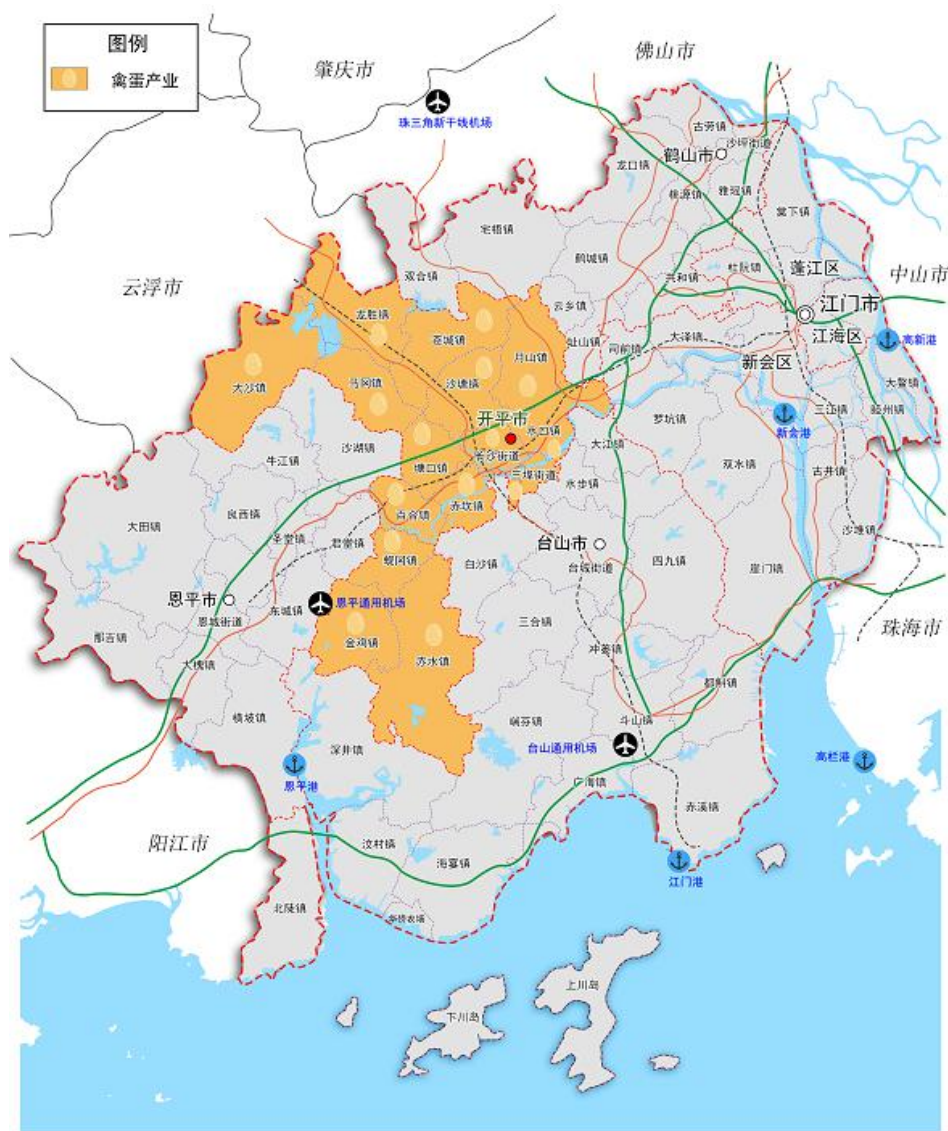 图例
禽蛋产业
肇庆市
佛山市
珠三角新干线机场
古劳镇
沙坪街道
鹤山市
龙口镇
桃源镇
雅瑶镇
棠下镇
宅梧镇
鹤城镇
共和镇
杜阮镇
蓬江区
中山市
云浮市
双合镇
云乡镇
江门市
龙胜镇
苍城镇
月山镇
址山镇
司前镇
大泽镇
江海区
高新港
新会区
大沙镇
马冈镇
沙塘镇
大鳌镇
睦州镇
三江镇
新会港
开平市
水口镇
罗坑镇
沙湖镇
长沙街道
大江镇
牛江镇
塘口镇
三埠街道
双水镇
古井镇
水步镇
百合镇
赤坎镇
大田镇
良西镇
圣堂镇
君堂镇
沙堆镇
台山市
蚬冈镇
白沙镇
台城街道
四九镇
崖门镇
恩平市
恩平通用机场
东城镇
恩城街道
三合镇
珠海市
那吉镇
金鸡镇
赤水镇
冲蒌镇
大槐镇
都斛镇
横坡镇
端芬镇
斗山镇
深井镇
台山通用机场
高栏港
恩平港
广海镇
赤溪镇
阳江市
汶村镇
海宴镇
江门港
北陡镇
华侨农场
上川岛
下川岛